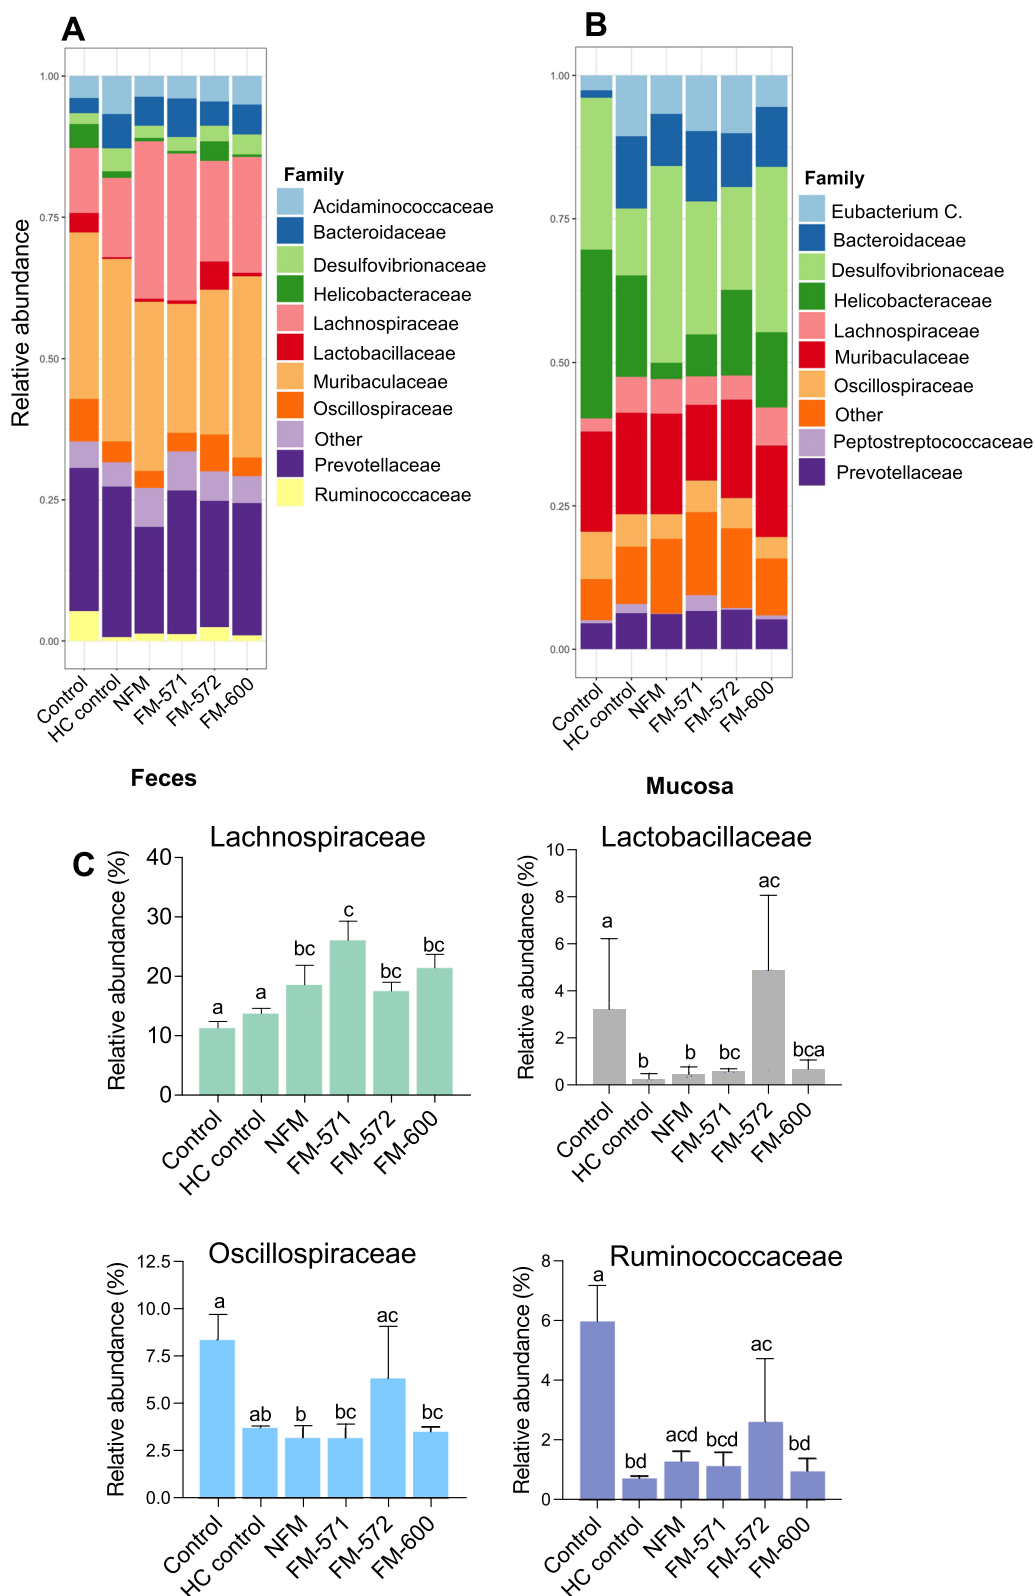 A
B
1.00
0.75
0.50
0.25
0.00
Relative abundance
Control
HC control
NFM
FM-571
FM-572
FM-600
Family
Acidaminococcaceae
Bacteroidaceae
Desulfovibrionaceae
Helicobacteraceae
Lachnospiraceae
Lactobacillaceae
Muribaculaceae
Oscillospiraceae
Other
Prevotellaceae
Ruminococcaceae
1.00
0.75
0.50
0.25
0.00
Control
HC control
NFM
FM-571
FM-572
FM-600
Family
Eubacterium C.
Bacteroidaceae
Desulfovibrionaceae
Helicobacteraceae
Lachnospiraceae
Muribaculaceae
Oscillospiraceae
Other
Peptostreptococcaceae
Prevotellaceae
Feces
Mucosa
C
Lachnospiraceae
Relative abundance (%)
40
30
20
10
0
a
a
bc
c
bc
bc
Control
HC control
NFM
FM-571
FM-572
FM-600
Lactobacillaceae
Relative abundance (%)
10
8
6
4
2
0
a
b
b
bc
ac
bca
Control
HC control
NFM
FM-571
FM-572
FM-600
Oscillospiraceae
Relative abundance (%)
12.5
10.0
7.5
5.0
2.5
0.0
a
ab
b
bc
ac
bc
Control
HC control
NFM
FM-571
FM-572
FM-600
Ruminococcaceae
Relative abundance (%)
8
6
4
2
0
a
bd
acd
bcd
ac
bd
Control
HC control
NFM
FM-571
FM-572
FM-600